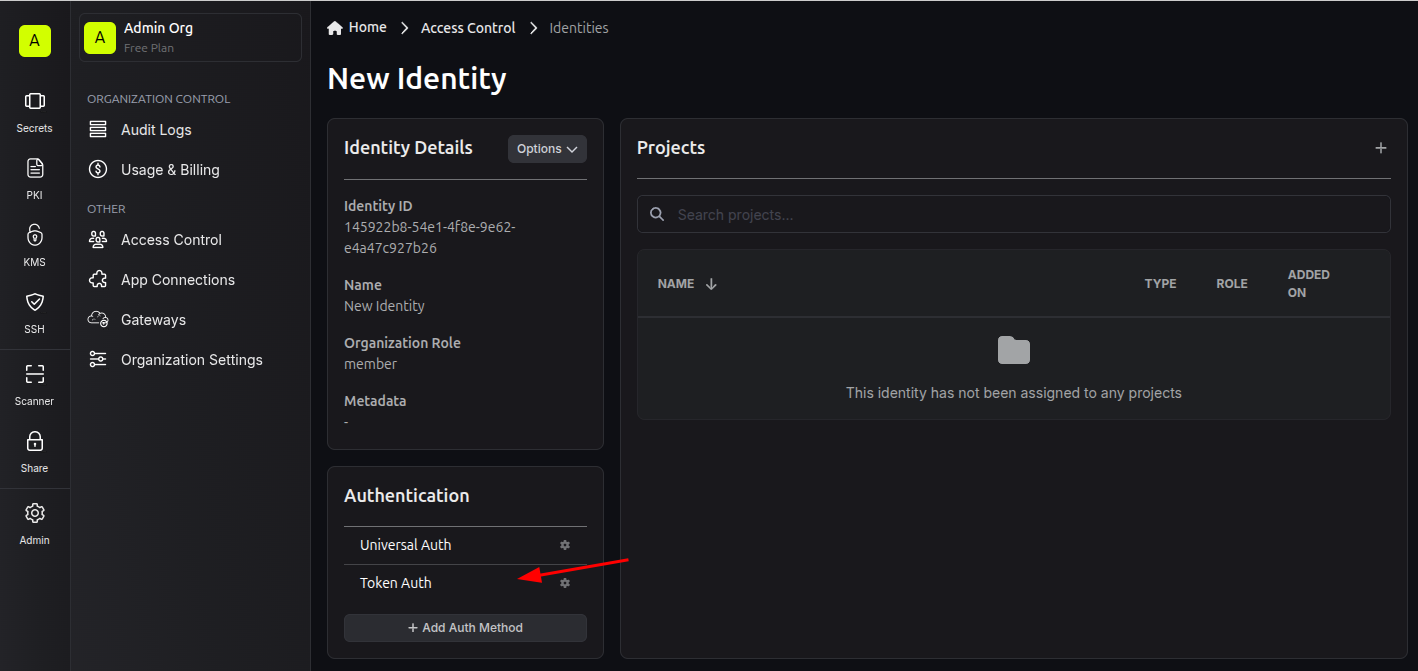 A
Secrets
PKI
KMS
SSH
Scanner
Share
Admin
A
Admin Org
Free Plan
ORGANIZATION CONTROL
Audit Logs
Usage & Billing
OTHER
Access Control
App Connections
Gateways
Organization Settings
Home > Access Control > Identities
New Identity
Identity Details
Options
Identity ID
145922b8-54e1-4f8e-9e62-
e4a47c927b26
Name
New Identity
Organization Role
member
Metadata
-
Authentication
Universal Auth
Token Auth
+ Add Auth Method
Projects
+
Search projects...
NAME ↓ TYPE ROLE ADDED
ON
This identity has not been assigned to any projects